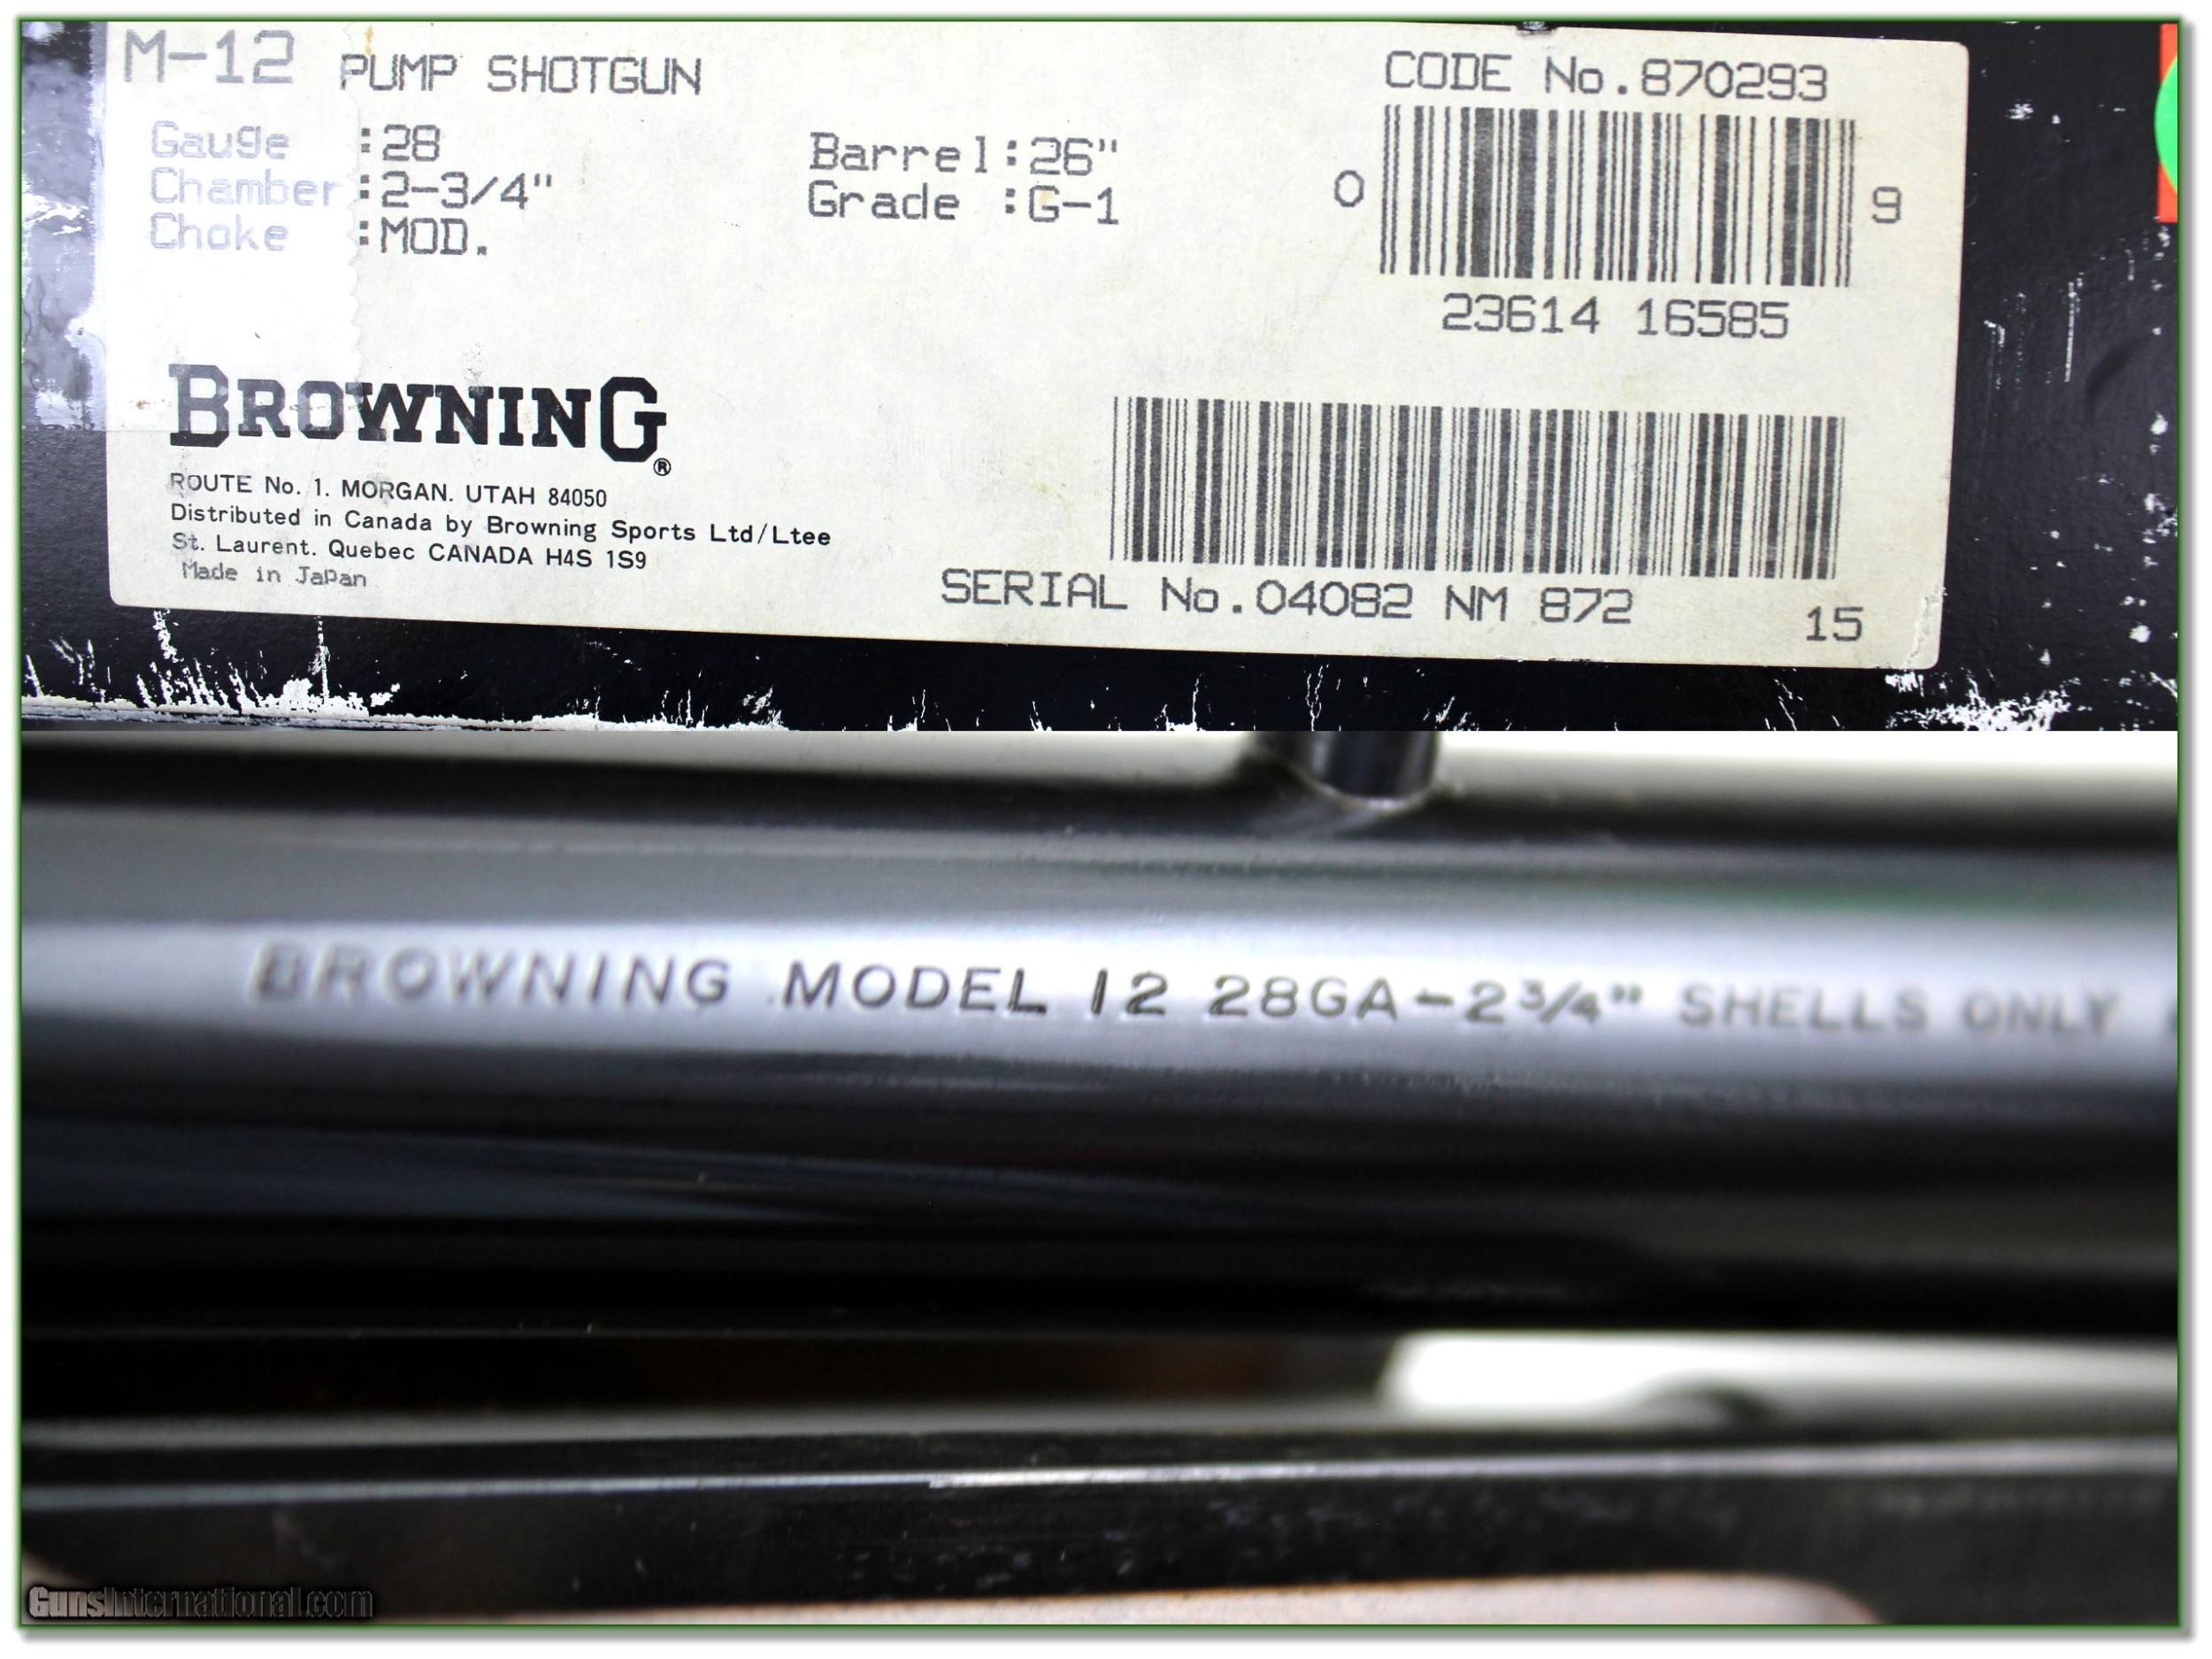 M-12 PUMP SHOTGUN
Gauge :28
Chamber :2-3/4"
Choke :MOD.
Barrel:26"
Grade :G-1
CODE No.870293
0 9
23614 16585
BROWNING®
ROUTE No. 1. MORGAN. UTAH 84050
Distributed in Canada by Browning Sports Ltd/Ltee
St. Laurent. Quebec CANADA H4S 1S9
Made in Japan
SERIAL No.04082 NM 872 15
BROWNING MODEL 12 28GA-2¾" SHELLS ONLY
GunsInternational.com